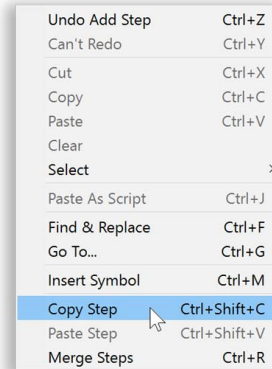 Undo Add Step Ctrl+Z
Can't Redo Ctrl+Y
Cut Ctrl+X
Copy Ctrl+C
Paste Ctrl+V
Clear
Select
Paste As Script Ctrl+J
Find & Replace Ctrl+F
Go To... Ctrl+G
Insert Symbol Ctrl+M
Copy Step Ctrl+Shift+C
Paste Step Ctrl+Shift+V
Merge Steps Ctrl+R